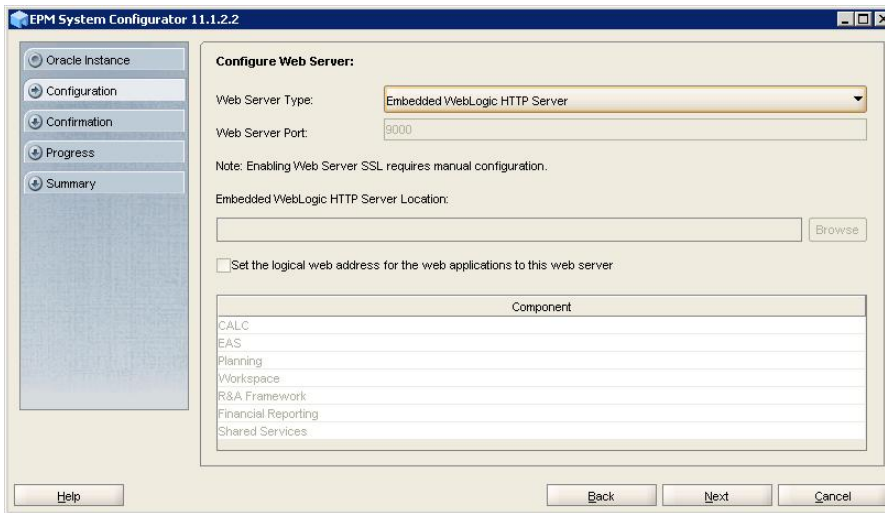 EPM System Configurator 11.1.2.2
Oracle Instance
Configuration
Confirmation
Progress
Summary
Configure Web Server:
Web Server Type: Embedded WebLogic HTTP Server
Web Server Port: 9000
Note: Enabling Web Server SSL requires manual configuration.
Embedded WebLogic HTTP Server Location:
Browse
Set the logical web address for the web applications to this web server
Component
CALC
EAS
Planning
Workspace
R&A Framework
Financial Reporting
Shared Services
Help Back Next Cancel